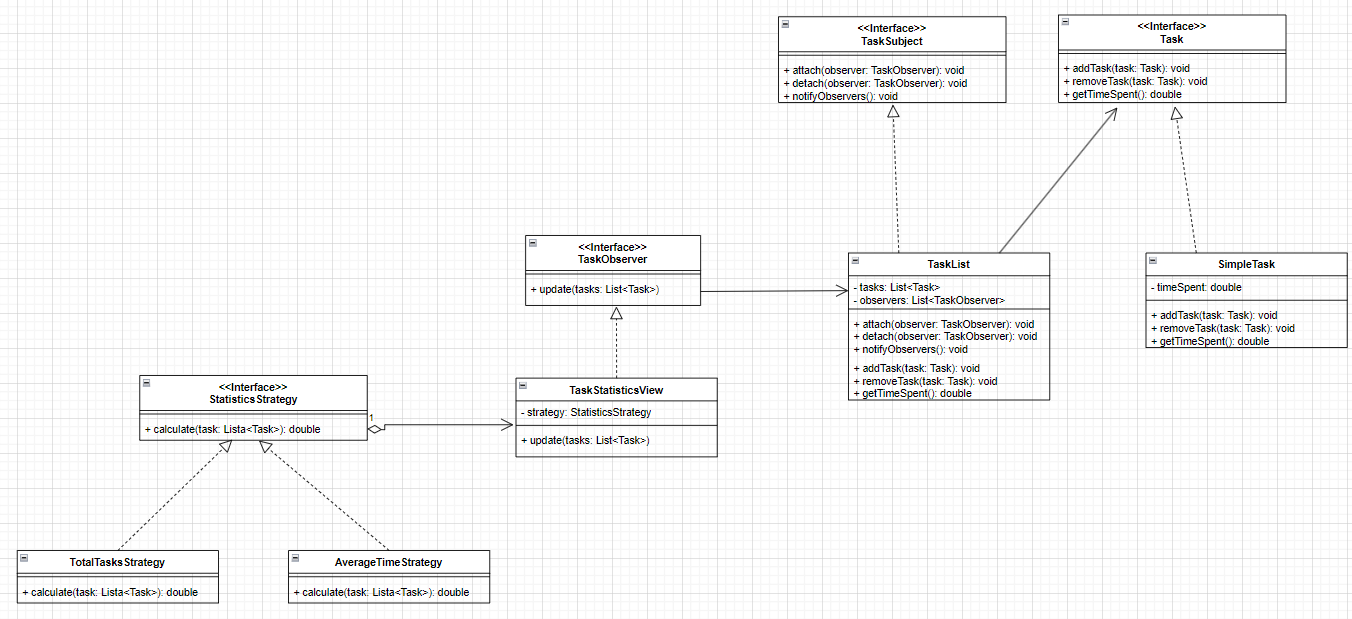 <<Interface>>
TaskSubject
+ attach(observer: TaskObserver): void
+ detach(observer: TaskObserver): void
+ notifyObservers(): void
<<Interface>>
Task
+ addTask(task: Task): void
+ removeTask(task: Task): void
+ getTimeSpent(): double
<<Interface>>
TaskObserver
+ update(tasks: List<Task>)
TaskList
- tasks: List<Task>
- observers: List<TaskObserver>
+ attach(observer: TaskObserver): void
+ detach(observer: TaskObserver): void
+ notifyObservers(): void
+ addTask(task: Task): void
+ removeTask(task: Task): void
+ getTimeSpent(): double
SimpleTask
- timeSpent: double
+ addTask(task: Task): void
+ removeTask(task: Task): void
+ getTimeSpent(): double
<<Interface>>
StatisticsStrategy
+ calculate(task: Lista<Task>): double
1
TaskStatisticsView
- strategy: StatisticsStrategy
+ update(tasks: List<Task>)
TotalTasksStrategy
+ calculate(task: Lista<Task>): double
AverageTimeStrategy
+ calculate(task: Lista<Task>): double